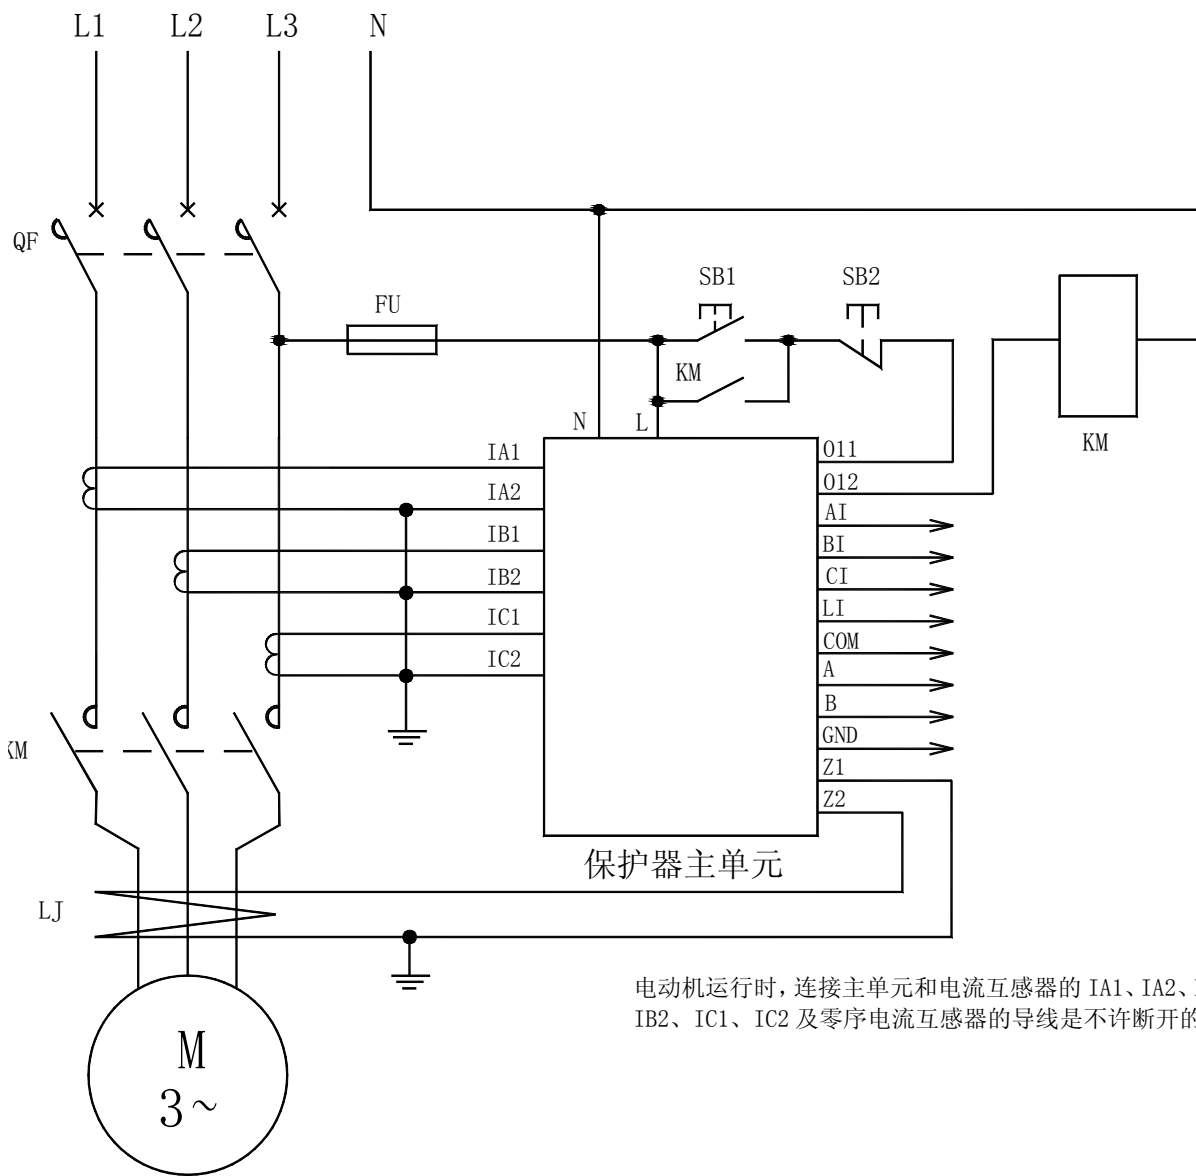 L1 L2 L3 N
QF
FU
SB1 SB2
KM
KM
N L
IA1
IA2
IB1
IB2
IC1
IC2
O11
O12
AI
BI
CI
LI
COM
A
B
GND
Z1
Z2
KM
保护器主单元
LJ
M
3~
电动机运行时,连接主单元和电流互感器的 IA1、IA2、
IB2、IC1、IC2 及零序电流互感器的导线是不许断开的